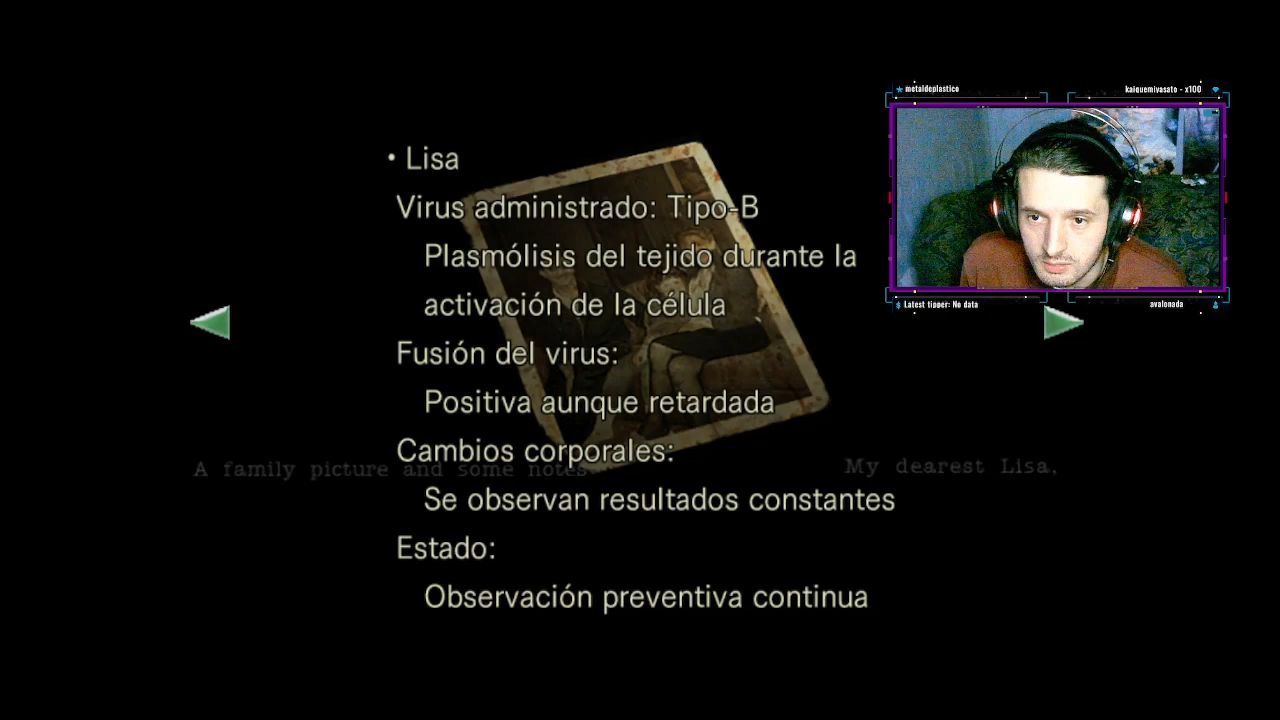 metaldeplastico
kaiquemiyasato - x100
• Lisa
Virus administrado: Tipo-B
Plasmólisis del tejido durante la
activación de la célula
Latest tipper: No data
avalonada
Fusión del virus:
Positiva aunque retardada
Cambios corporales:
A family picture and some notes
My dearest Lisa,
Se observan resultados constantes
Estado:
Observación preventiva continua